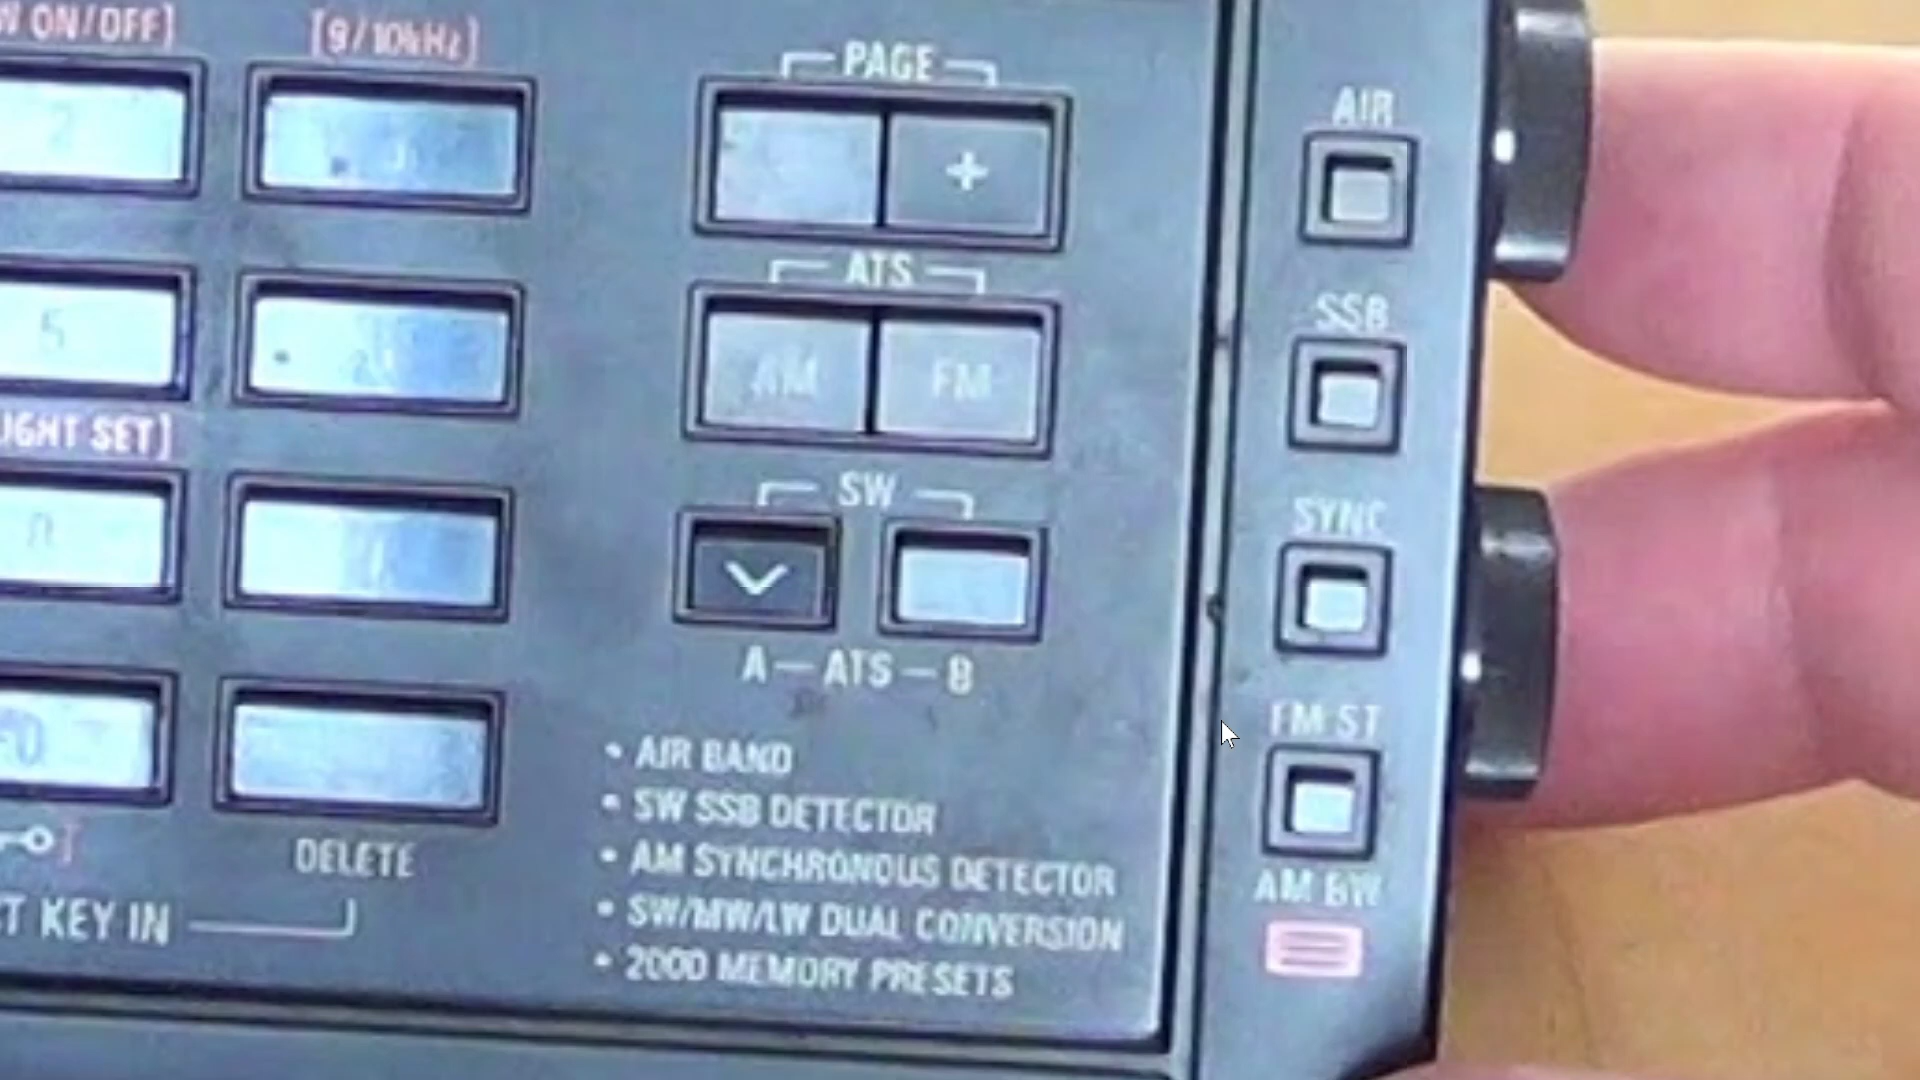 ON/OFF]
[9/10kHz]
PAGE
2
+
AIR
ATS
SSB
5
AM FM
IGHT SET]
SW
SYNC
A — ATS — B
FM ST
• AIR BAND
• SW SSB DETECTOR
• AM SYNCHRONOUS DETECTOR
• SW/MW/LW DUAL CONVERSION
• 2000 MEMORY PRESETS
DELETE
AM BW
KEY IN